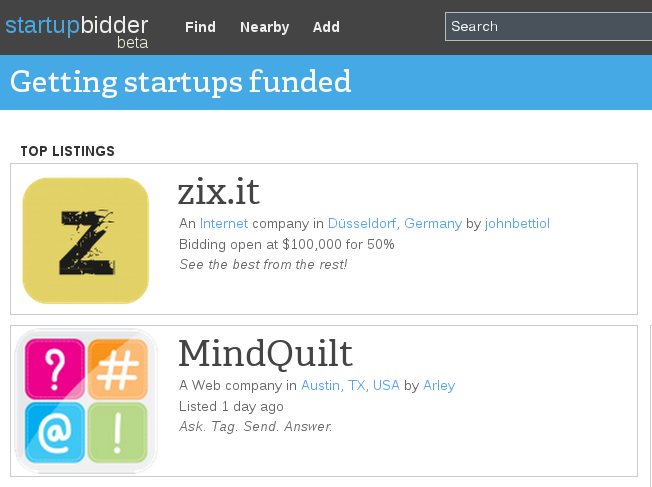 startupbidder
beta
Find Nearby Add
Search
Getting startups funded
TOP LISTINGS
Z
zix.it
An Internet company in Düsseldorf, Germany by johnbettiol
Bidding open at $100,000 for 50%
See the best from the rest!
? #
@ !
MindQuilt
A Web company in Austin, TX, USA by Arley
Listed 1 day ago
Ask. Tag. Send. Answer.